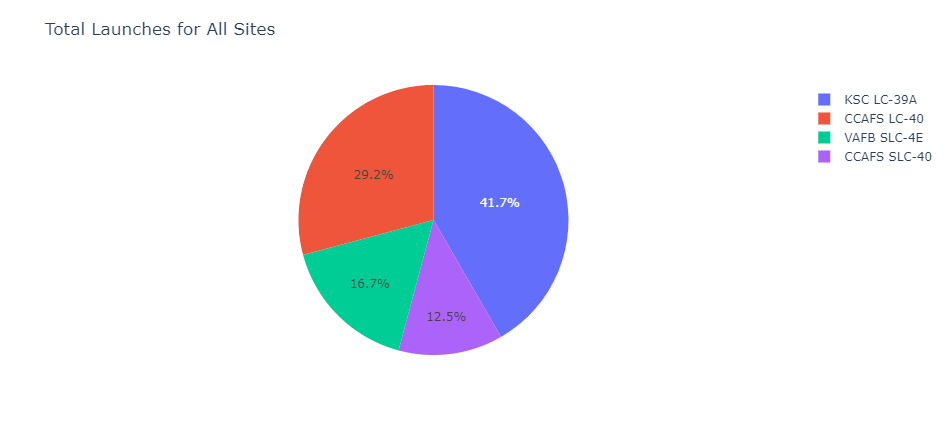 Total Launches for All Sites
KSC LC-39A
CCAFS LC-40
VAFB SLC-4E
CCAFS SLC-40
29.2%
41.7%
16.7%
12.5%